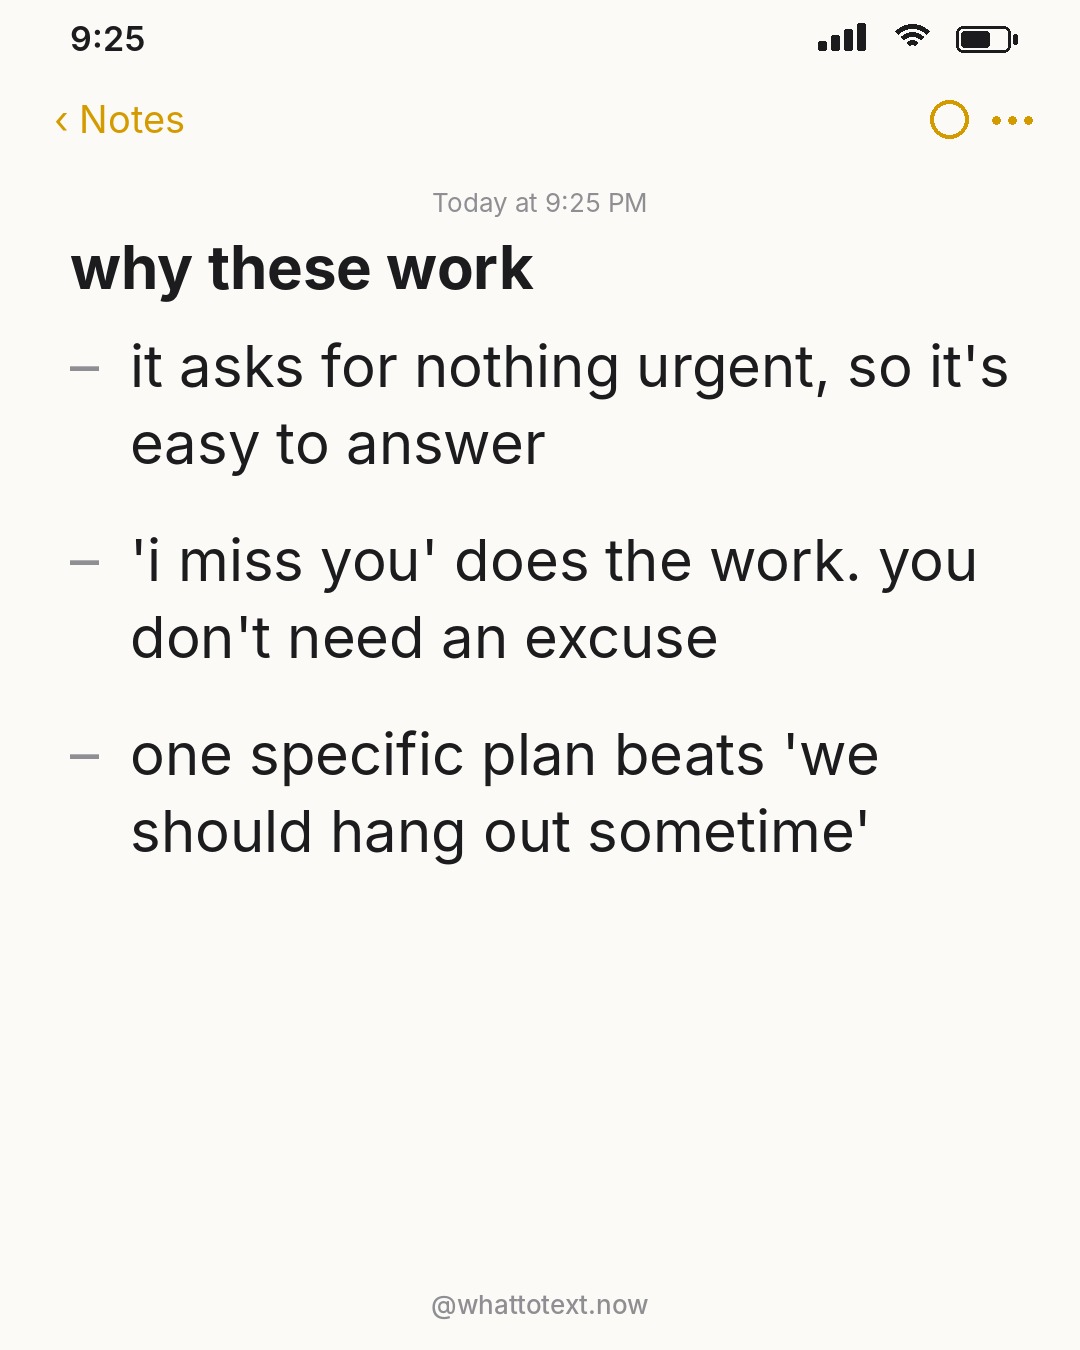 9:25
‹ Notes
Today at 9:25 PM
why these work
– it asks for nothing urgent, so it's
easy to answer
– 'i miss you' does the work. you
don't need an excuse
– one specific plan beats 'we
should hang out sometime'
@whattotext.now